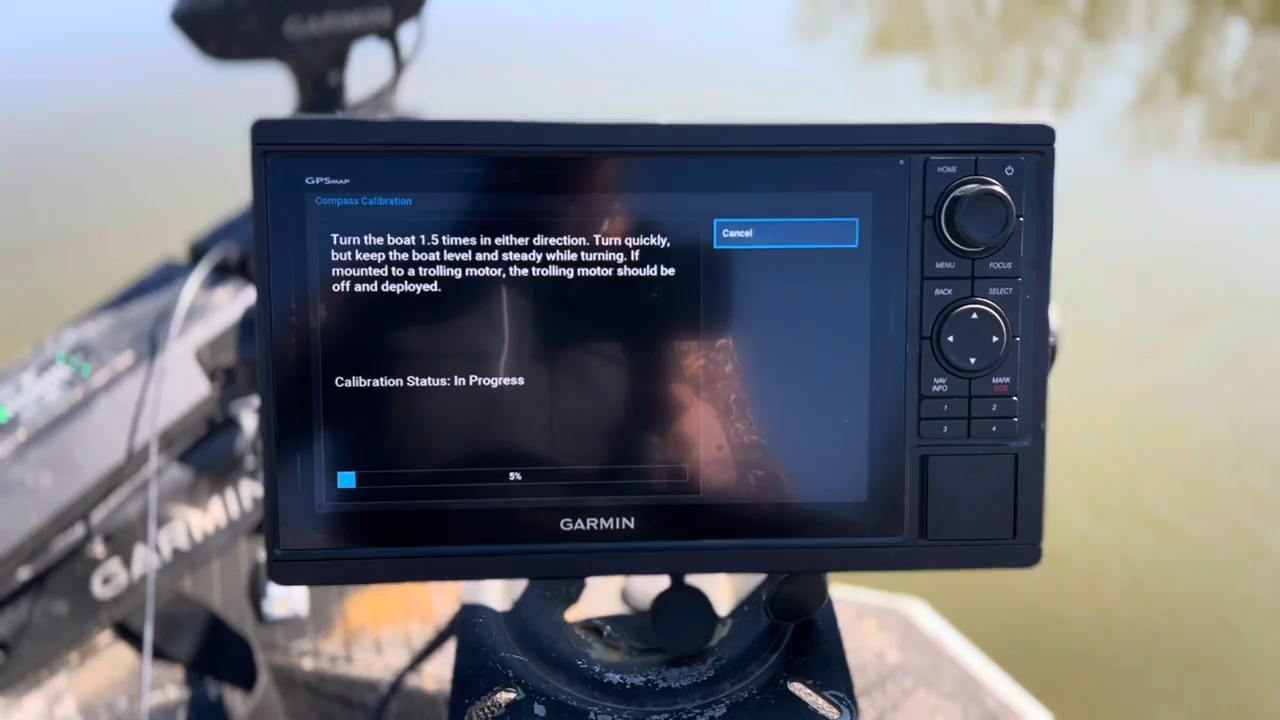 GARMIN
GPSMAP
Compass Calibration
Turn the boat 1.5 times in either direction. Turn quickly,
but keep the boat level and steady while turning. If
mounted to a trolling motor, the trolling motor should be
off and deployed.
Cancel
Calibration Status: In Progress
5%
GARMIN
HOME
MENU
FOCUS
BACK
SELECT
NAV
INFO
MARK
SOS
1
2
3
4
GARMIN